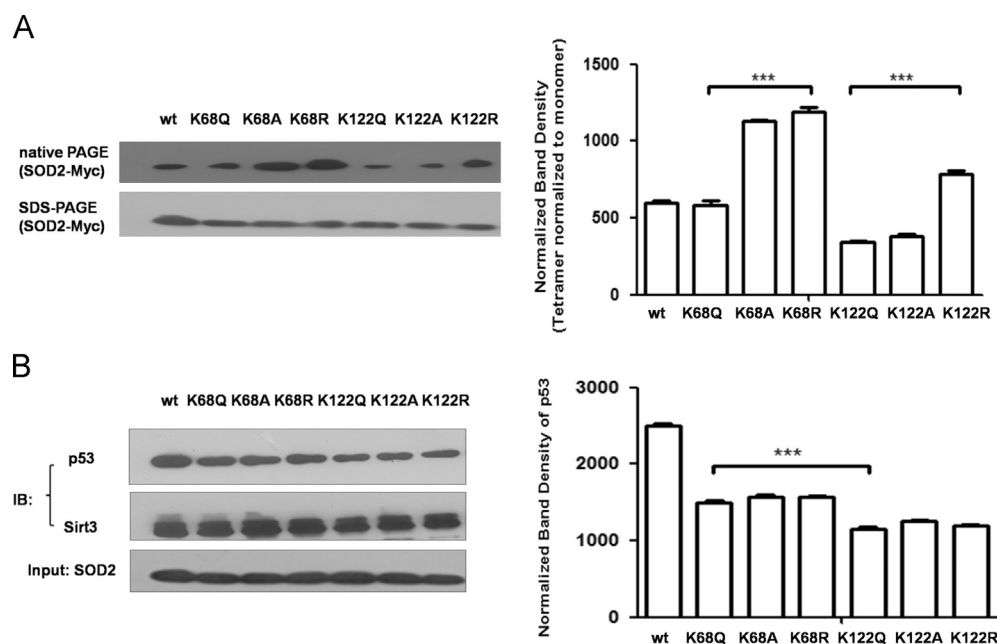 A
wt K68Q K68A K68R K122Q K122A K122R
native PAGE
(SOD2-Myc)
SDS-PAGE
(SOD2-Myc)
Normalized Band Density
(Tetramer normalized to monomer)
1500
1000
500
0
*** ***
wt K68Q K68A K68R K122Q K122A K122R
B
wt K68Q K68A K68R K122Q K122A K122R
p53
IB:
Sirt3
Input: SOD2
Normalized Band Density of p53
3000
2000
1000
0
***
wt K68Q K68A K68R K122Q K122A K122R